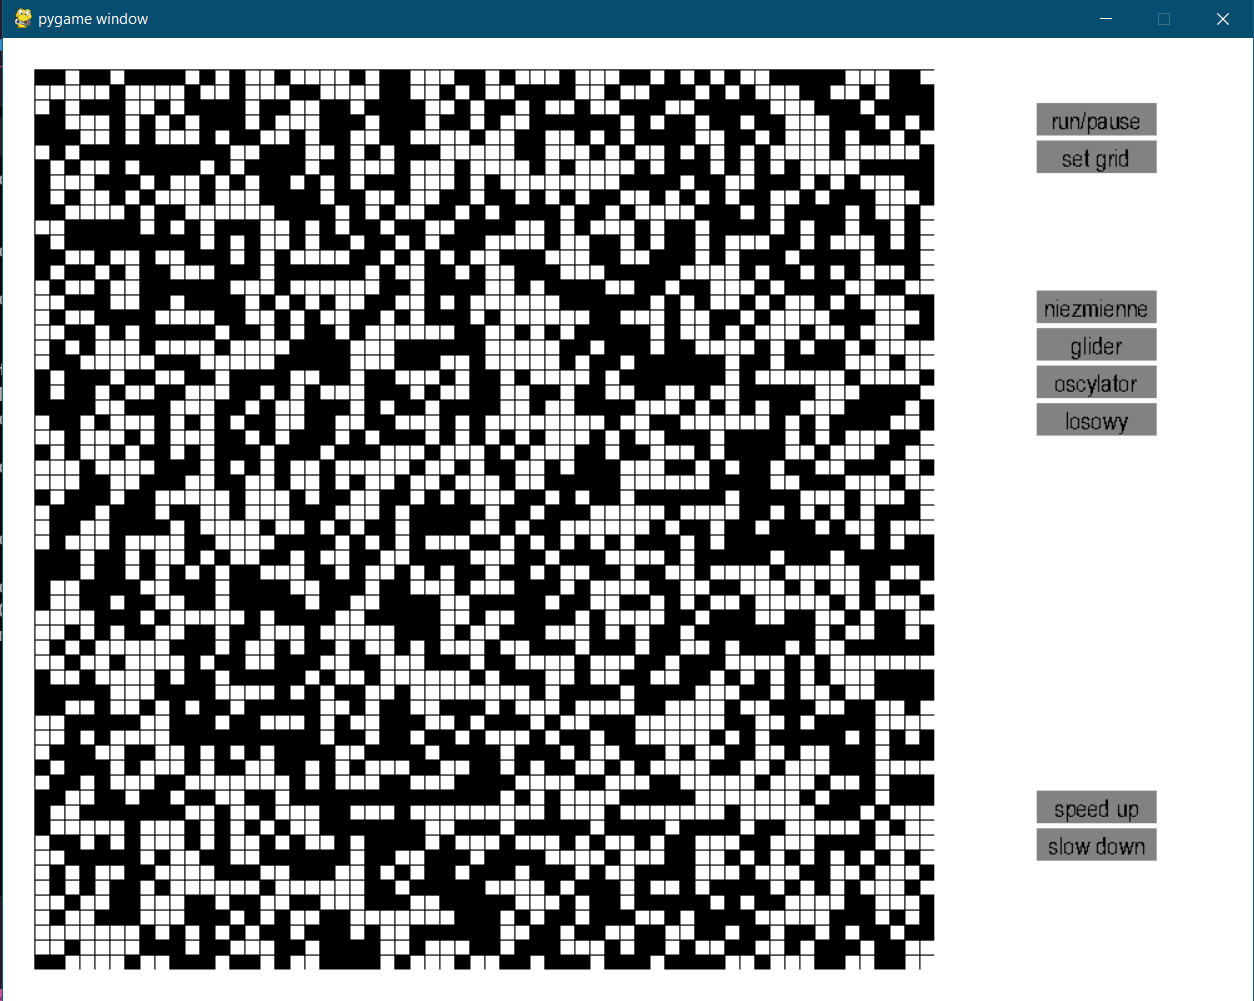 pygame window
run/pause
set grid
niezmienne
glider
oscylator
losowy
speed up
slow down